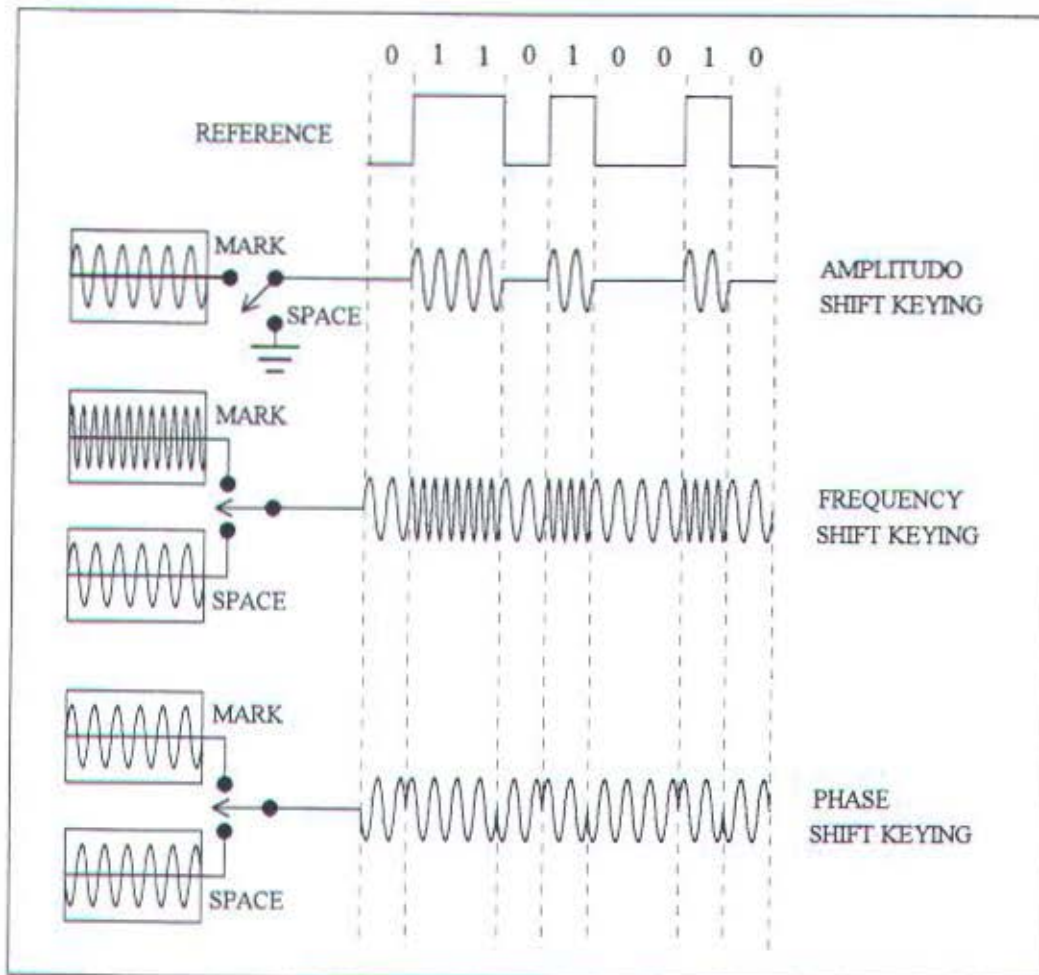 0 1 1 0 1 0 0 1 0
REFERENCE
MARK
SPACE
AMPLITUDO
SHIFT KEYING
MARK
SPACE
FREQUENCY
SHIFT KEYING
MARK
SPACE
PHASE
SHIFT KEYING